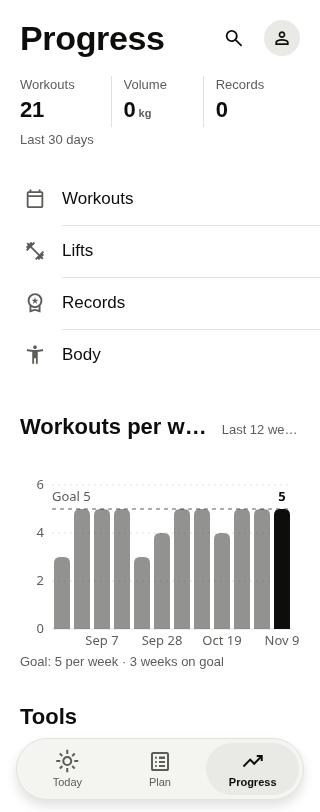 Progress
Workouts Volume Records
21 0 kg 0
Last 30 days
Workouts
Lifts
Records
Body
Workouts per w... Last 12 we...
6
Goal 5 5
4
2
0
Sep 7 Sep 28 Oct 19 Nov 9
Goal: 5 per week · 3 weeks on goal
Tools
Today Plan Progress